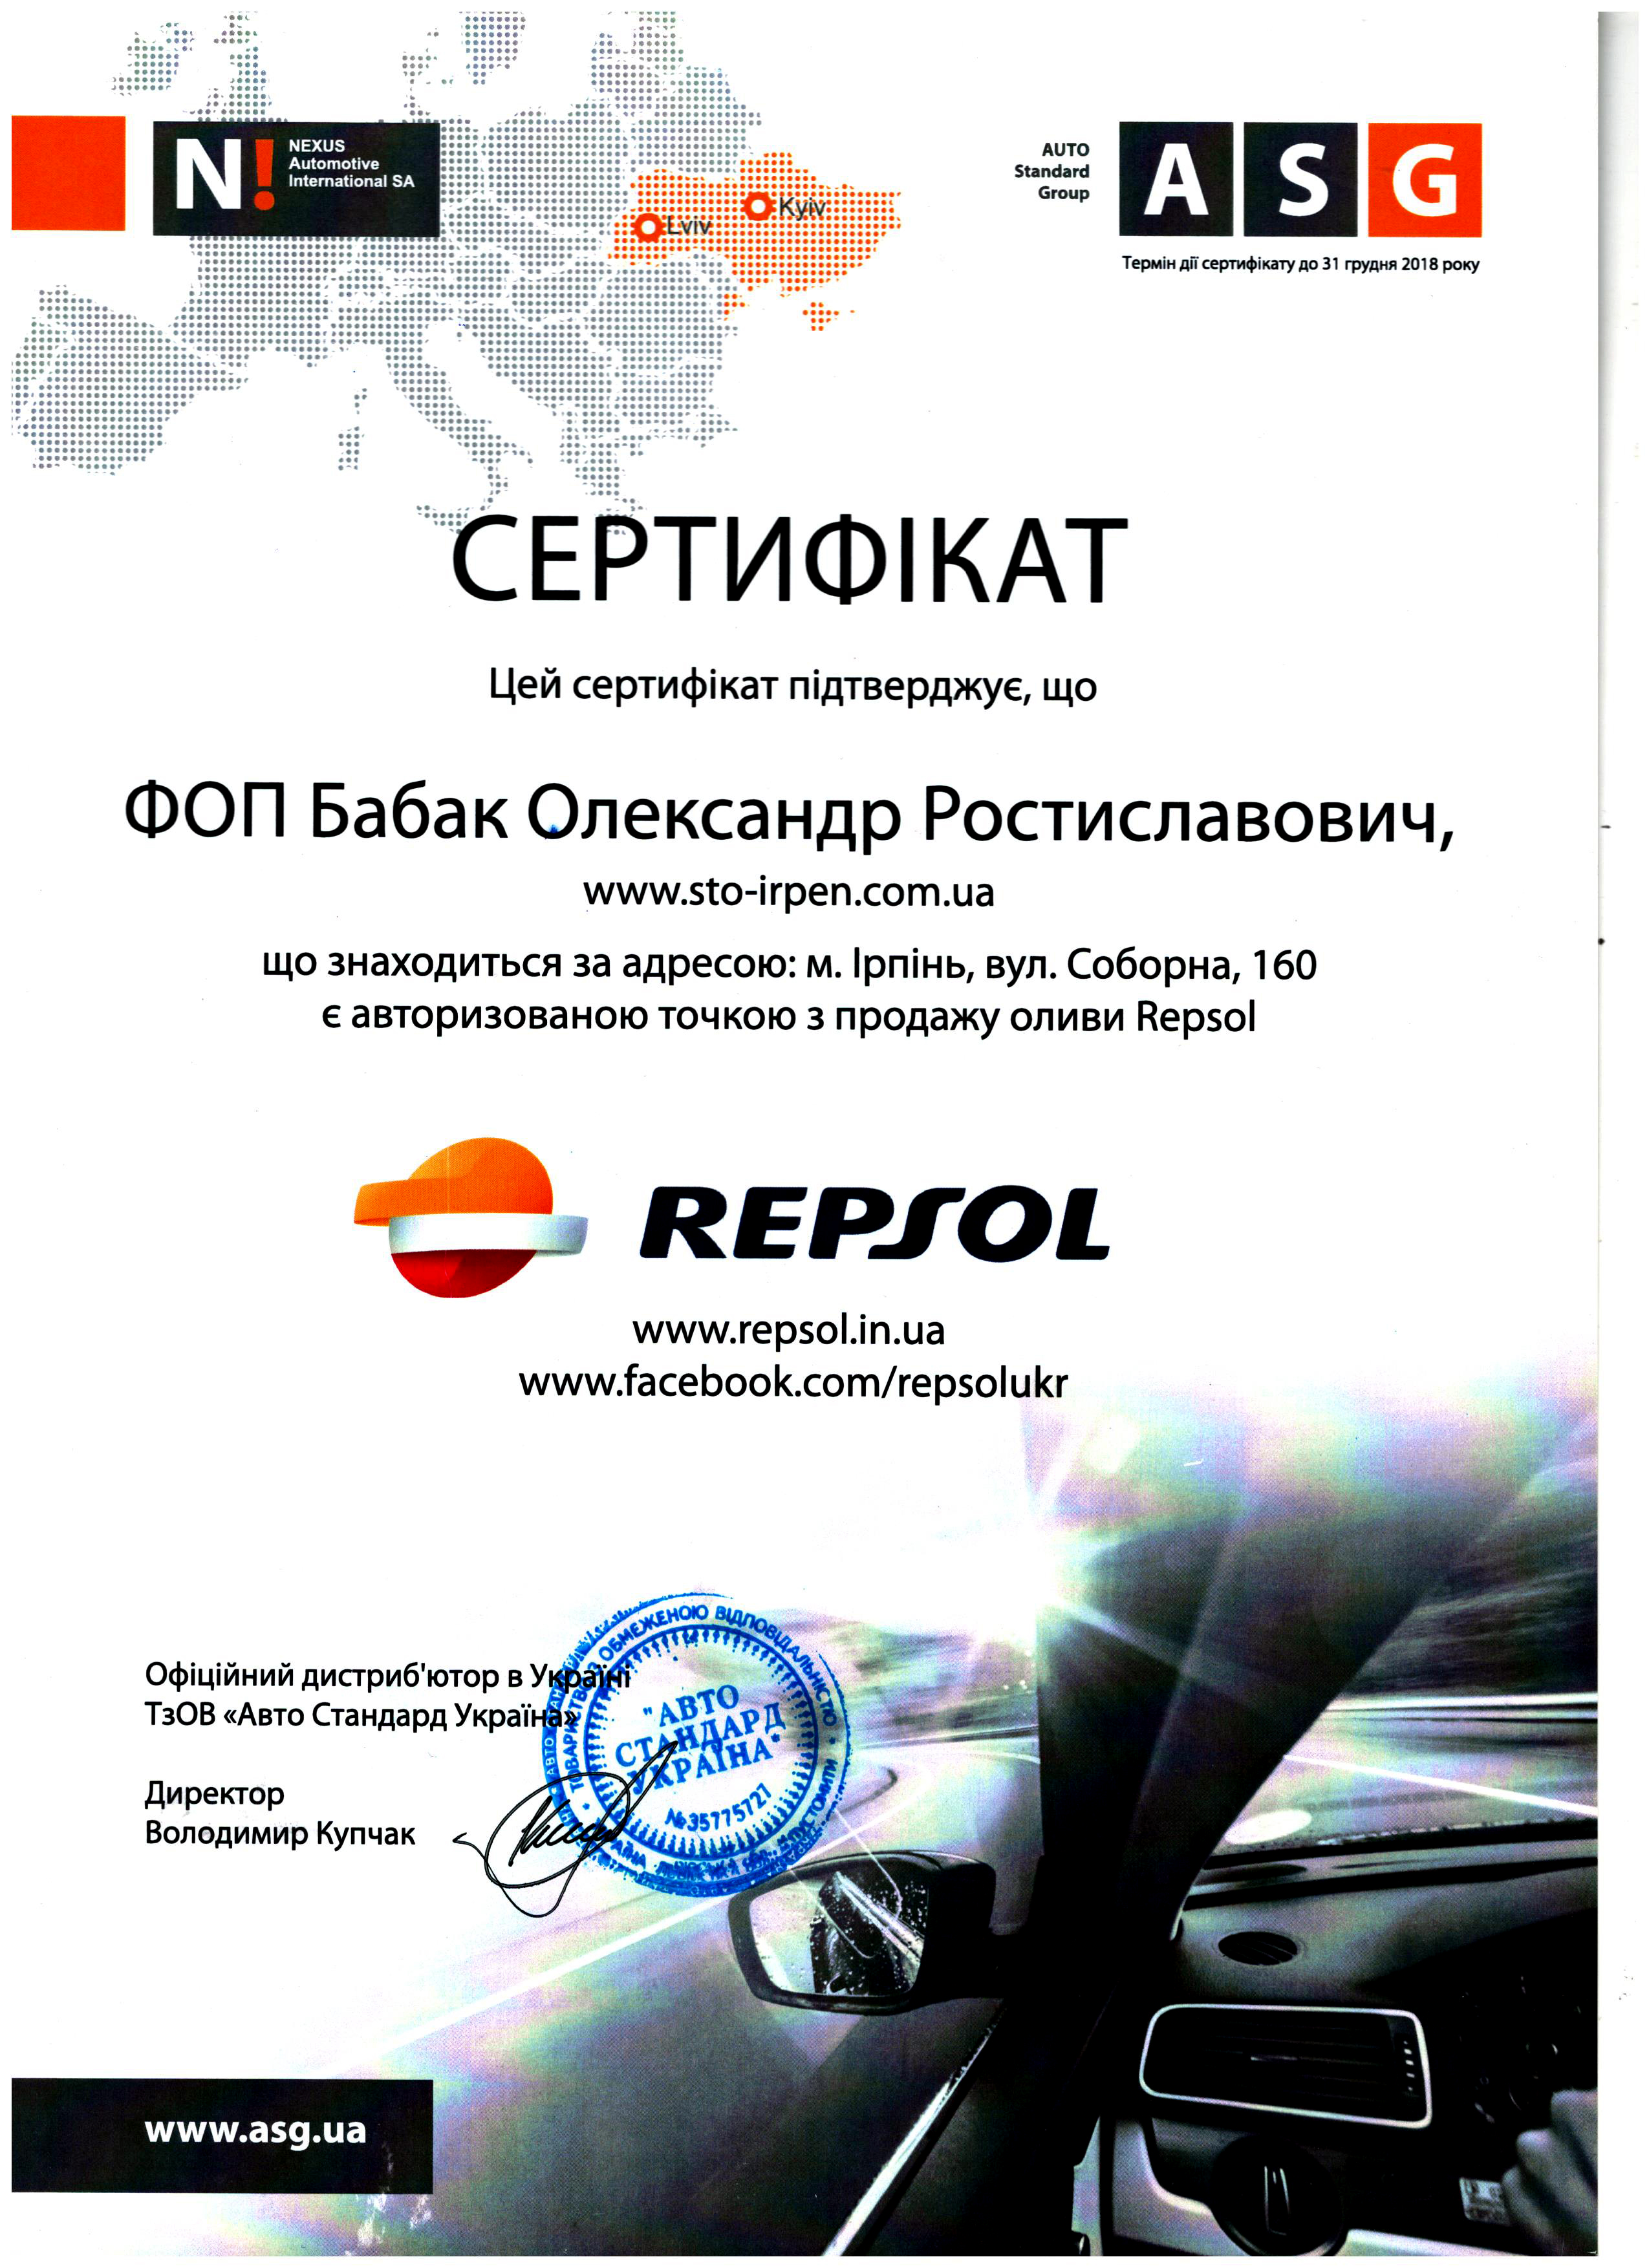 N!
NEXUS
Automotive
International SA
Lviv
Kyiv
AUTO
Standard
Group
ASG
Термін дії сертифікату до 31 грудня 2018 року
СЕРТИФІКАТ
Цей сертифікат підтверджує, що
ФОП Бабак Олександр Ростиславович,
www.sto-irpen.com.ua
що знаходиться за адресою: м. Ірпінь, вул. Соборна, 160
є авторизованою точкою з продажу оливи Repsol
REPSOL
www.repsol.in.ua
www.facebook.com/repsolukr
Офіційний дистриб'ютор в Україні
ТзОВ «Авто Стандард Україна»
ОБМЕЖЕНОЮ ВІДПОВІДАЛЬНІСТЮ
"АВТО
СТАНДАРД
УКРАЇНА"
№35775727
Директор
Володимир Купчак
www.asg.ua